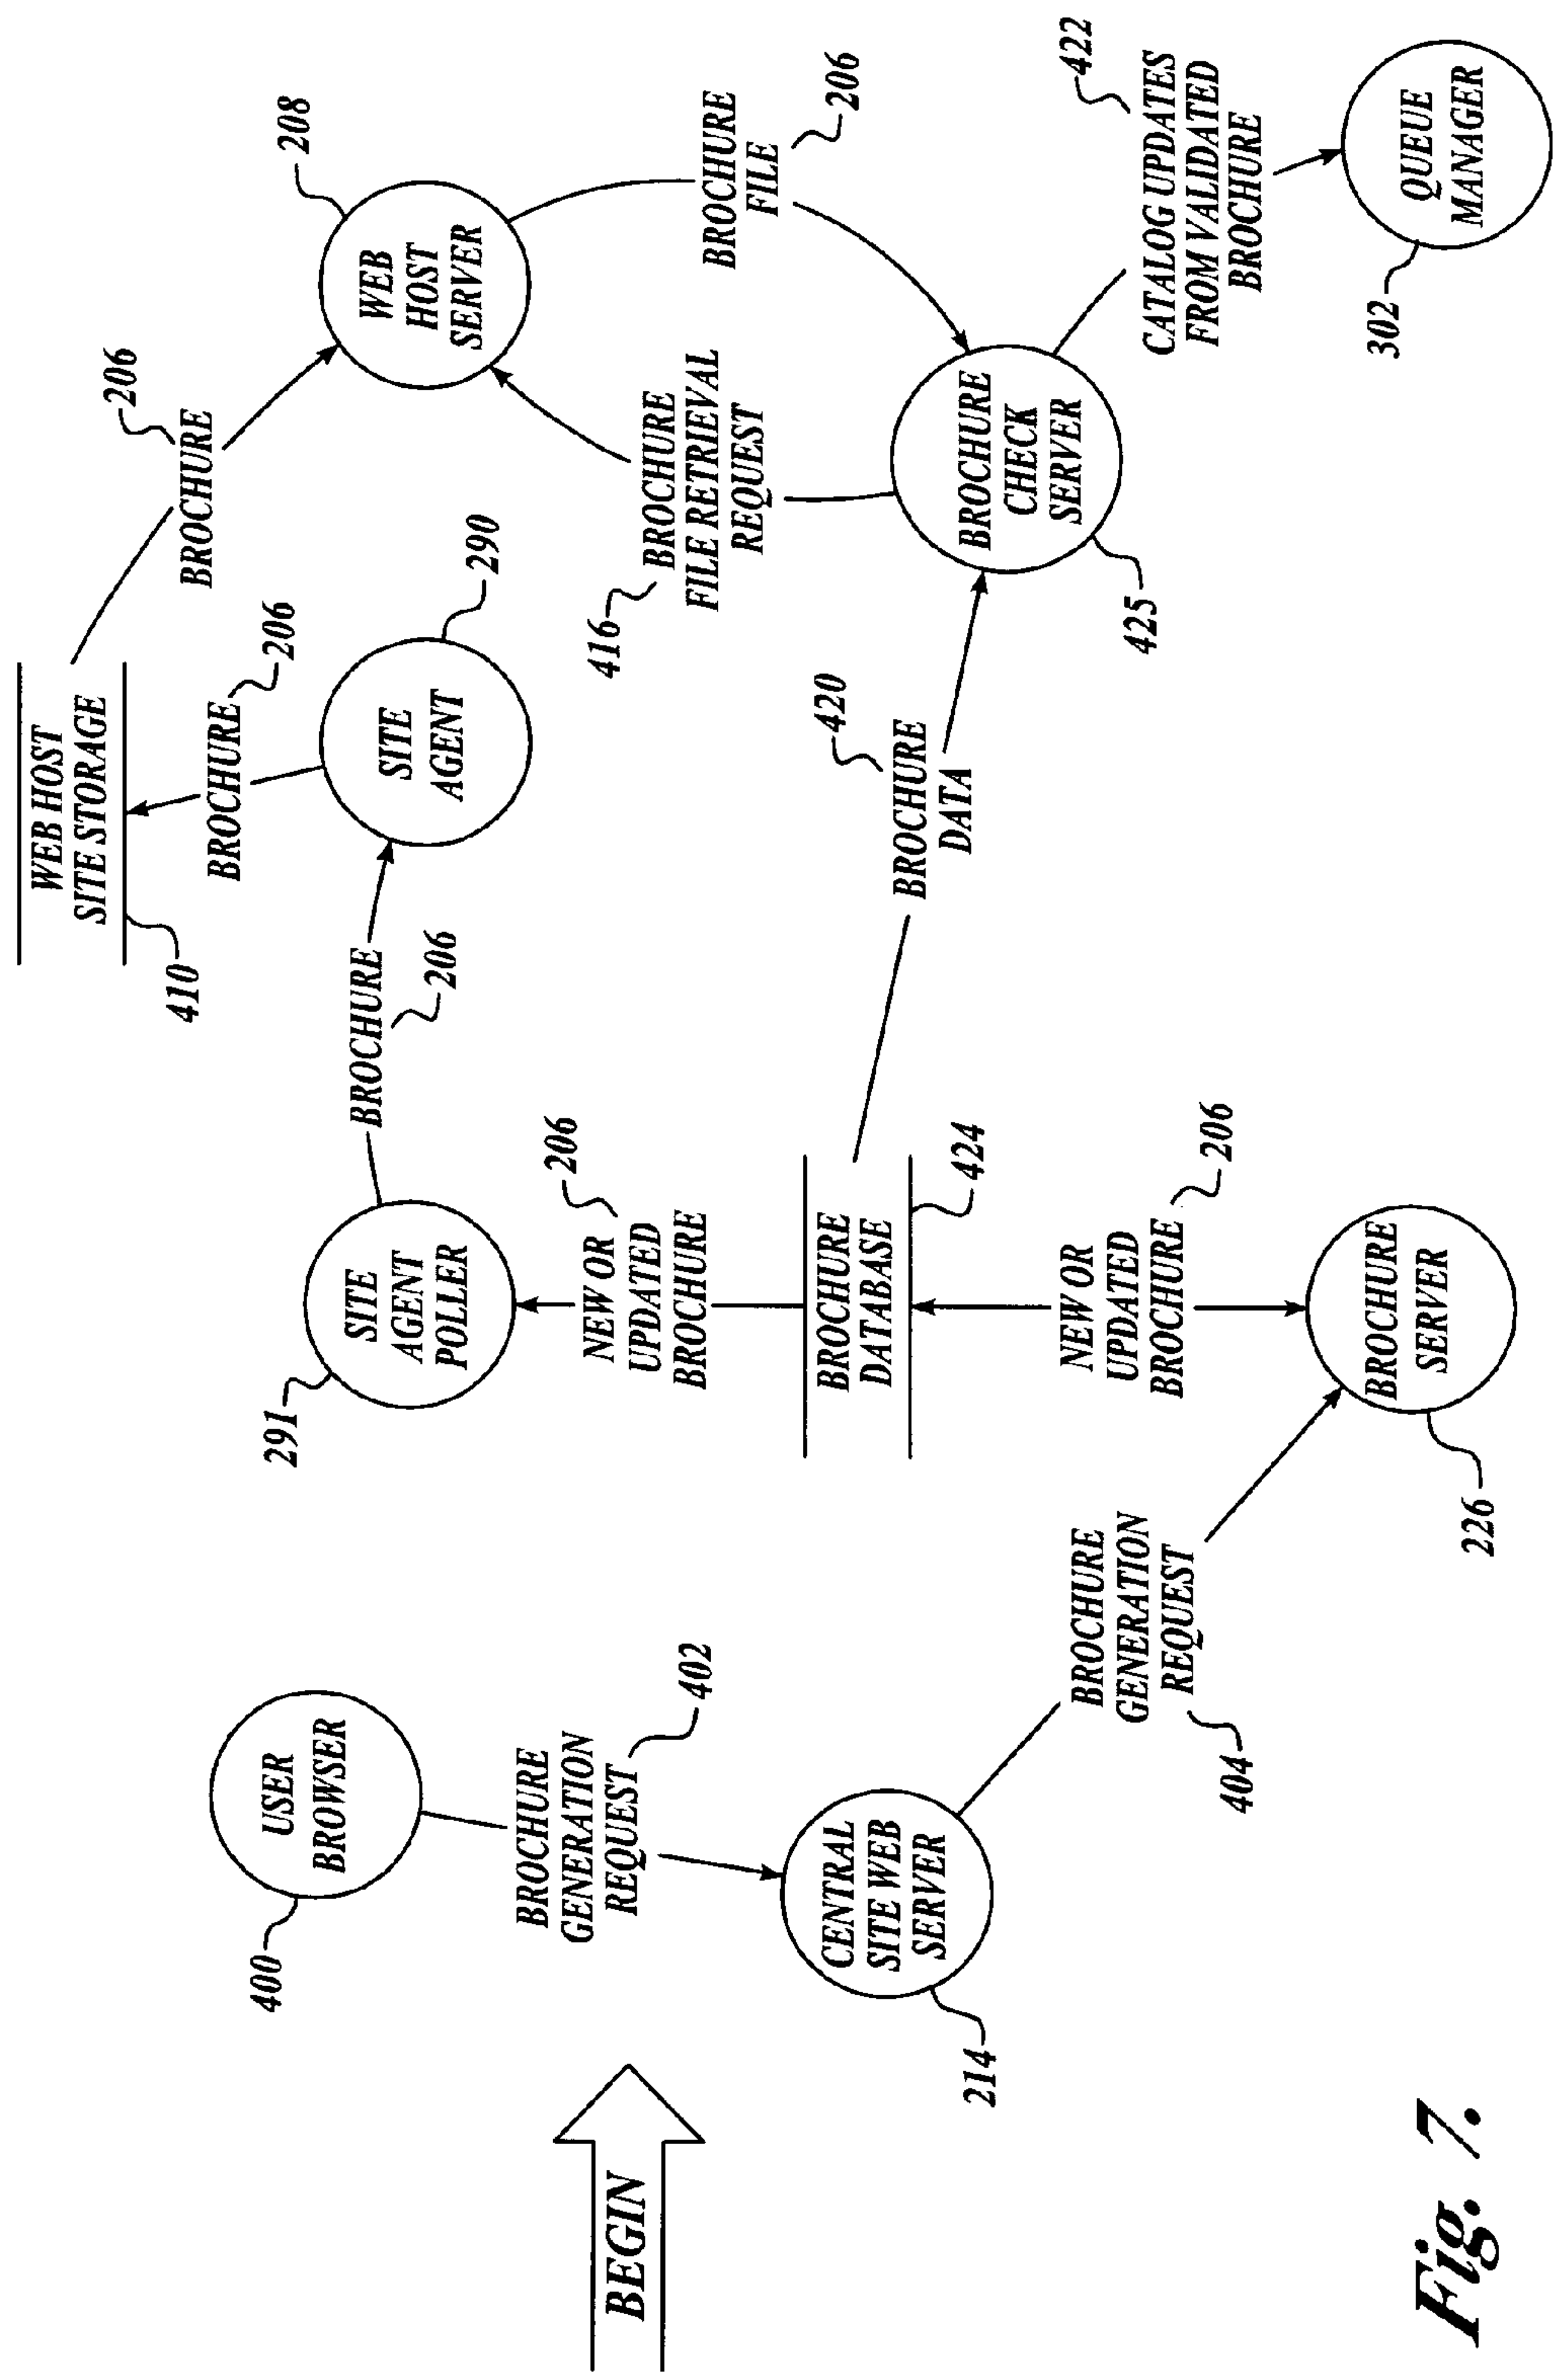 BEGIN
400
USER
BROWSER
BROCHURE
GENERATION
REQUEST
402
CENTRAL
SITE WEB
SERVER
214
BROCHURE
GENERATION
REQUEST
404
BROCHURE
SERVER
226
NEW OR
UPDATED
BROCHURE
206
BROCHURE
DATABASE
424
NEW OR
UPDATED
BROCHURE
206
SITE
AGENT
POLLER
291
BROCHURE
206
SITE
AGENT
290
BROCHURE
206
WEB HOST
SITE STORAGE
410
BROCHURE
206
WEB
HOST
SERVER
208
BROCHURE
FILE
206
BROCHURE
FILE RETRIEVAL
REQUEST
416
BROCHURE
DATA
420
BROCHURE
CHECK
SERVER
425
CATALOG UPDATES
FROM VALIDATED
BROCHURE
422
QUEUE
MANAGER
302
Fig. 7.